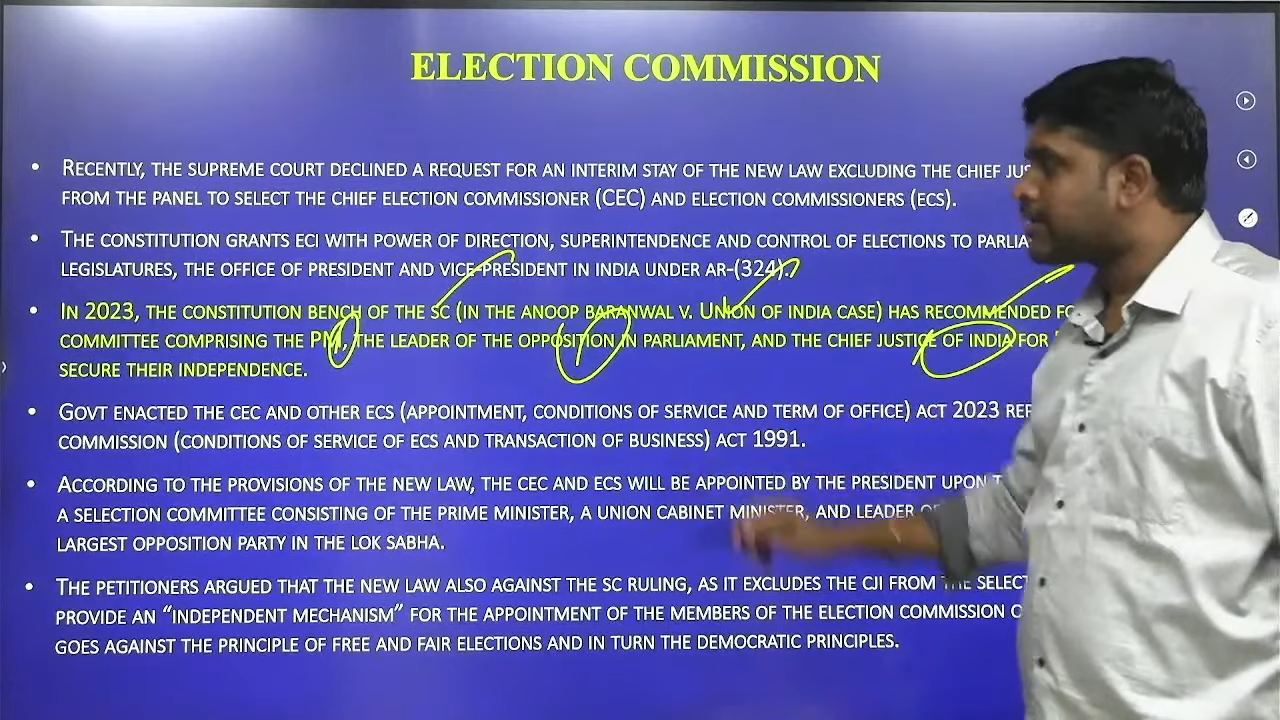 ELECTION COMMISSION
• RECENTLY, THE SUPREME COURT DECLINED A REQUEST FOR AN INTERIM STAY OF THE NEW LAW EXCLUDING THE CHIEF
FROM THE PANEL TO SELECT THE CHIEF ELECTION COMMISSIONER (CEC) AND ELECTION COMMISSIONERS (ECS).
• THE CONSTITUTION GRANTS ECI WITH POWER OF DIRECTION, SUPERINTENDENCE AND CONTROL OF ELECTIONS TO
LEGISLATURES, THE OFFICE OF PRESIDENT AND VICE-PRESIDENT IN INDIA UNDER AR-(324).
• IN 2023, THE CONSTITUTION BENCH OF THE SC (IN THE ANOOP BARANWAL V. UNION OF INDIA CASE) HAS RECOMMENDED
COMMITTEE COMPRISING THE PM, THE LEADER OF THE OPPOSITION IN PARLIAMENT, AND THE CHIEF JUSTICE OF INDIA FOR
SECURE THEIR INDEPENDENCE.
• GOVT ENACTED THE CEC AND OTHER ECS (APPOINTMENT, CONDITIONS OF SERVICE AND TERM OF OFFICE) ACT 2023
COMMISSION (CONDITIONS OF SERVICE OF ECS AND TRANSACTION OF BUSINESS) ACT 1991.
• ACCORDING TO THE PROVISIONS OF THE NEW LAW, THE CEC AND ECS WILL BE APPOINTED BY THE PRESIDENT UPON
A SELECTION COMMITTEE CONSISTING OF THE PRIME MINISTER, A UNION CABINET MINISTER, AND LEADER
LARGEST OPPOSITION PARTY IN THE LOK SABHA.
• THE PETITIONERS ARGUED THAT THE NEW LAW ALSO AGAINST THE SC RULING, AS IT EXCLUDES THE CJI FROM THE
PROVIDE AN “INDEPENDENT MECHANISM” FOR THE APPOINTMENT OF THE MEMBERS OF THE ELECTION COMMISSION
GOES AGAINST THE PRINCIPLE OF FREE AND FAIR ELECTIONS AND IN TURN THE DEMOCRATIC PRINCIPLES.